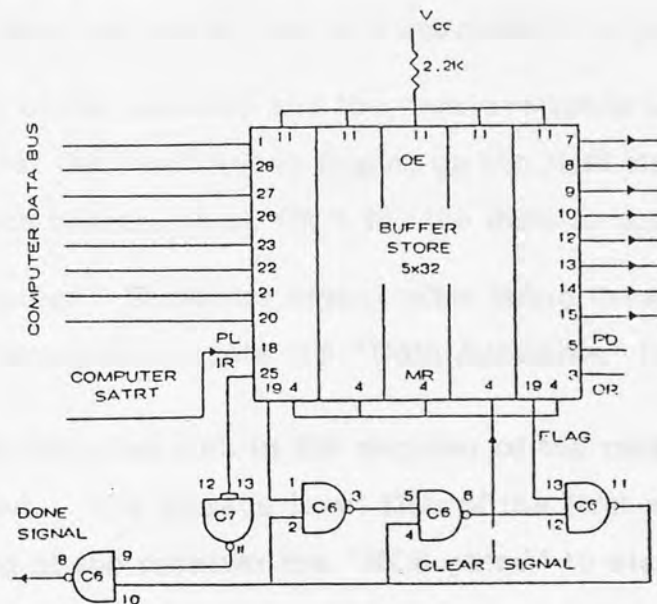 Vcc
2.2K
11 11 11 11 11
OE
BUFFER
STORE
5x32
MR
COMPUTER DATA BUS
1
28
27
26
23
22
21
20
18
25
PL
IR
COMPUTER
SATRT
7
8
9
10
12
13
14
15
5 PD
3 OR
19 4 4 4 4 19 4
FLAG
12 13
C7
11
1
2
C6
3
5
4
C6
6
13
12
C6
11
CLEAR SIGNAL
DONE
SIGNAL
8
C6
9
10